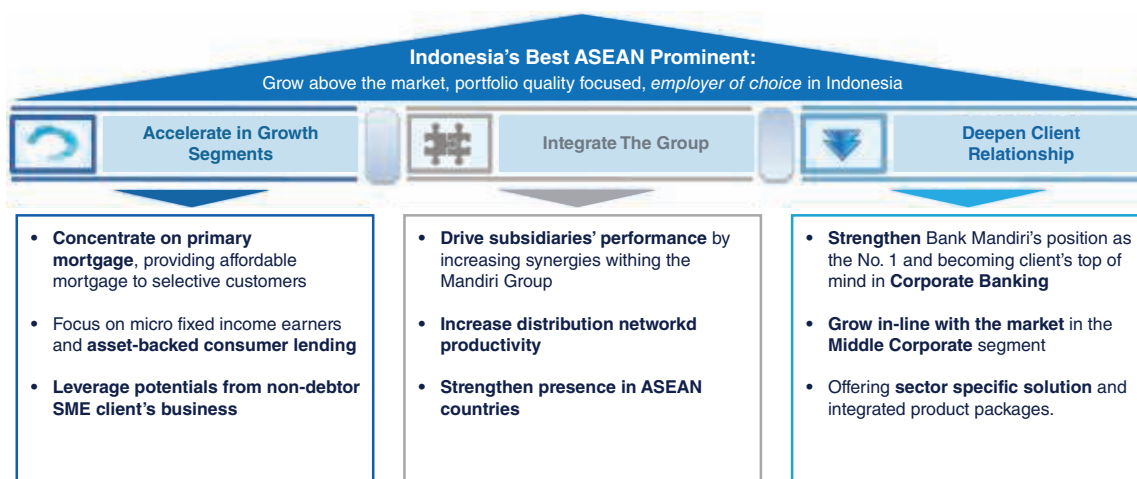 Indonesia's Best ASEAN Prominent:
Grow above the market, portfolio quality focused, employer of choice in Indonesia
Accelerate in Growth
Segments
Integrate The Group
Deepen Client
Relationship
• Concentrate on primary
mortgage, providing affordable
mortgage to selective customers
• Focus on micro fixed income earners
and asset-backed consumer lending
• Leverage potentials from non-debtor
SME client's business
• Drive subsidiaries' performance by
increasing synergies withing the
Mandiri Group
• Increase distribution networkd
productivity
• Strengthen presence in ASEAN
countries
• Strengthen Bank Mandiri's position as
the No. 1 and becoming client's top of
mind in Corporate Banking
• Grow in-line with the market in the
Middle Corporate segment
• Offering sector specific solution and
integrated product packages.